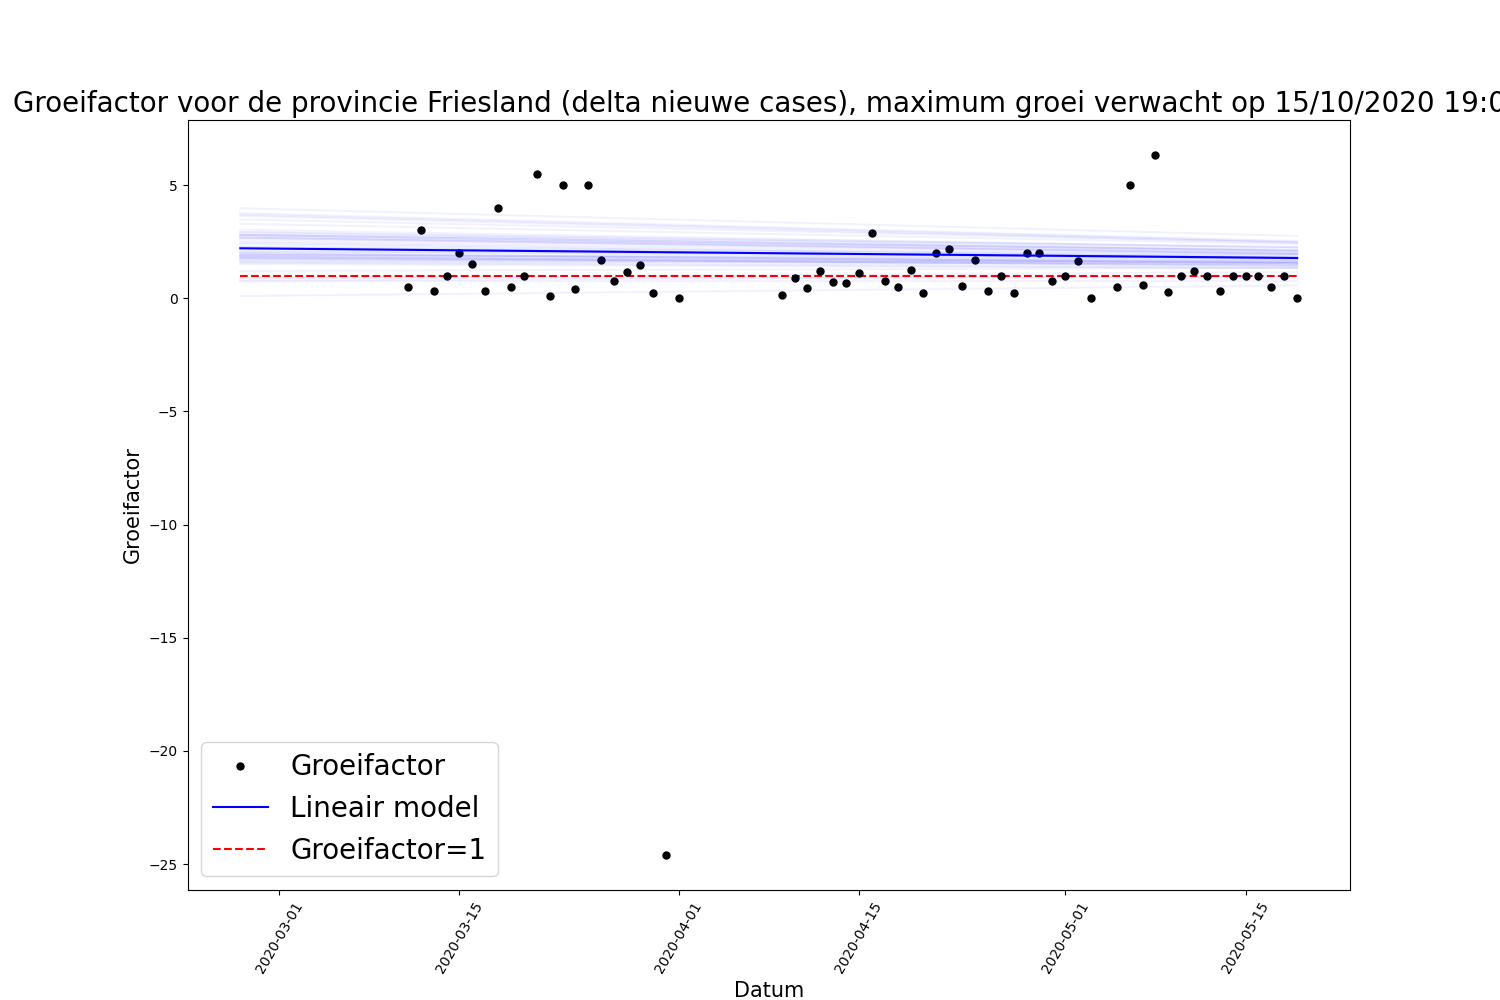 Groeifactor voor de provincie Friesland (delta nieuwe cases), maximum groei verwacht op 15/10/2020 19:0
Groeifactor
5
0
−5
−10
−15
−20
−25
Groeifactor
Lineair model
Groeifactor=1
2020-03-01
2020-03-15
2020-04-01
2020-04-15
2020-05-01
2020-05-15
Datum